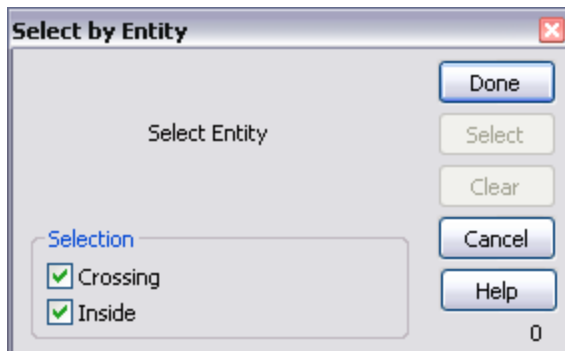 Select by Entity
Done
Select Entity
Select
Clear
Selection
Cancel
Crossing
Help
Inside
0